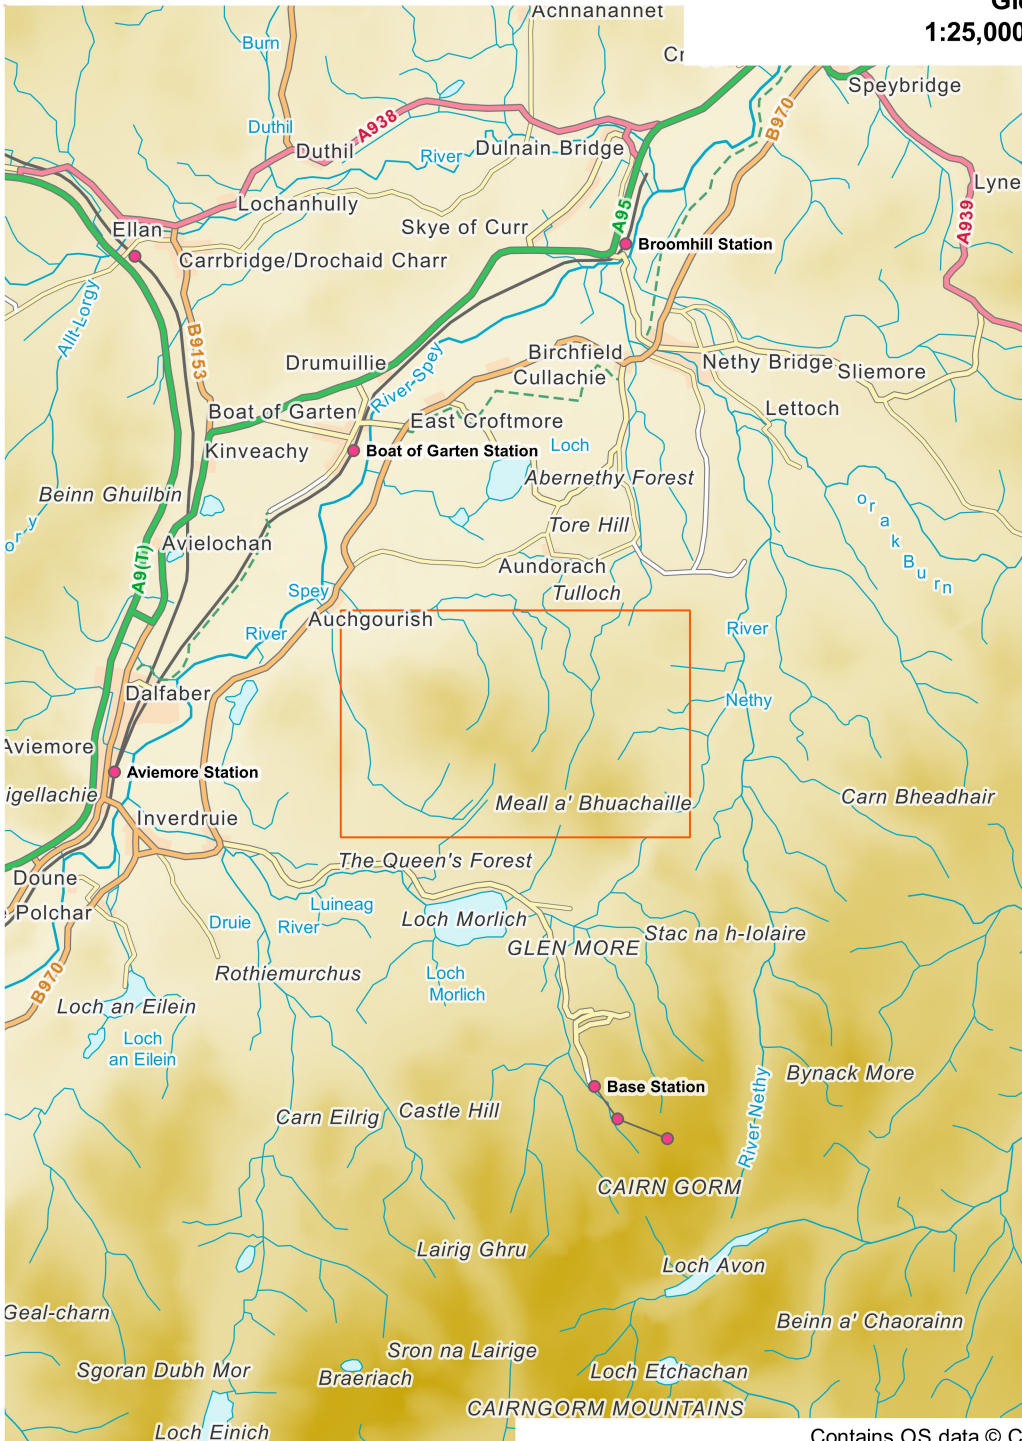 Achnahannet
1:25,000
Burn
Speybridge
A938
B970
Duthil
Duthil
River
Dulnain Bridge
Lyne
Lochanhully
A95
A939
Ellan
Skye of Curr
Broomhill Station
Carrbridge/Drochaid Charr
Allt-Lorgy
B9153
Drumuillie
River-Spey
Birchfield
Nethy Bridge
Cullachie
Sliemore
Boat of Garten
East Croftmore
Lettoch
Kinveachy
Boat of Garten Station
Loch
Beinn Ghuilbin
Abernethy Forest
or a k B u rn
o r y
Tore Hill
Avielochan
A9(T)
Aundorach
Spey
Tulloch
Auchgourish
River
River
Dalfaber
Nethy
Aviemore
Aviemore Station
igellachie
Meall a' Bhuachaille
Carn Bheadhair
Inverdruie
The Queen's Forest
Doune
Luineag
e Polchar
Druie
River
Loch Morlich
Stac na h-Iolaire
GLEN MORE
B970
Rothiemurchus
Loch
Morlich
Loch an Eilein
Loch
an Eilein
River-Nethy
Bynack More
Base Station
Carn Eilrig
Castle Hill
CAIRN GORM
Lairig Ghru
Loch Avon
Geal-charn
Beinn a' Chaorainn
Sron na Lairige
Sgoran Dubh Mor
Braeriach
Loch Etchachan
CAIRNGORM MOUNTAINS
Loch Einich
Contains OS data © C